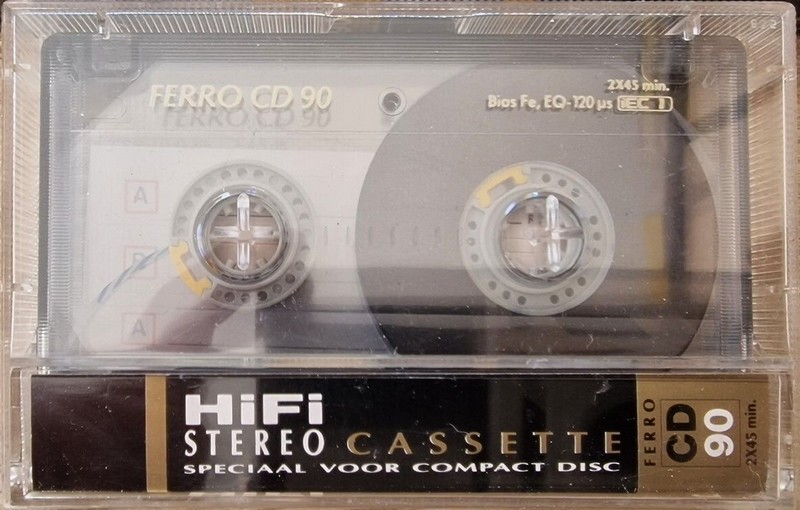 FERRO CD 90
2X45 min.
Bios Fe, EQ-120 µs IEC I
A
B
A
HiFi
STEREO CASSETTE
SPECIAAL VOOR COMPACT DISC
FERRO
CD
90
2X45 min.